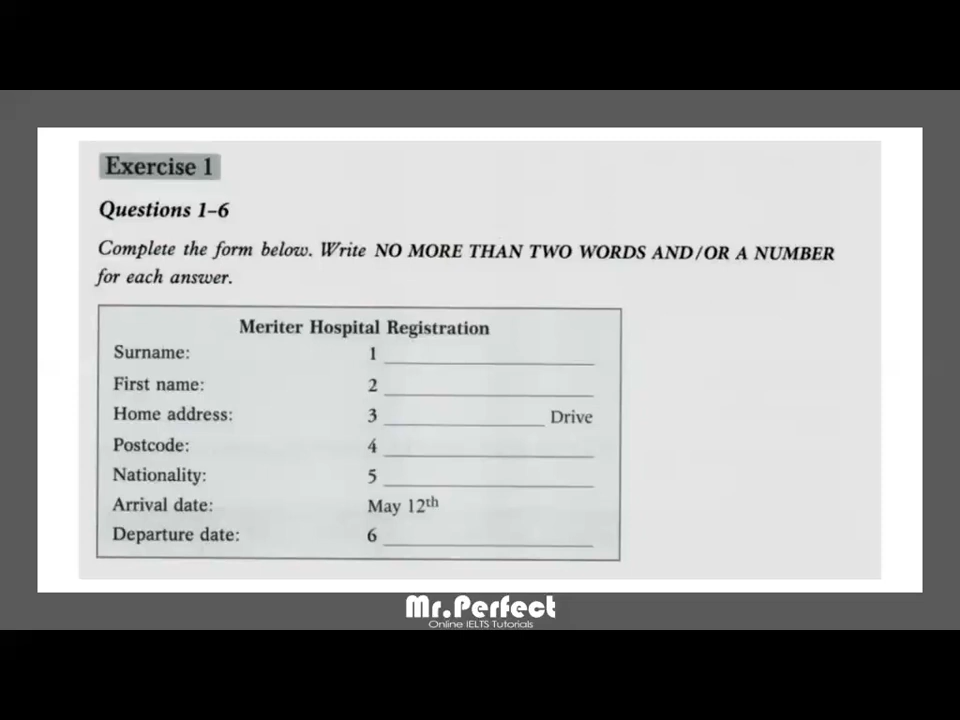 Exercise 1
Questions 1–6
Complete the form below. Write NO MORE THAN TWO WORDS AND/OR A NUMBER
for each answer.
Meriter Hospital Registration
Surname: 1
First name: 2
Home address: 3 Drive
Postcode: 4
Nationality: 5
Arrival date: May 12th
Departure date: 6
Mr.Perfect
Online IELTS Tutorials